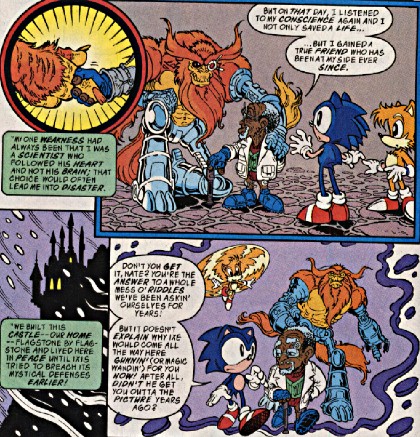 BUT ON THAT DAY, I LISTENED
TO MY CONSCIENCE AGAIN AND I
NOT ONLY SAVED A LIFE...
...BUT I GAINED A
TRUE FRIEND WHO HAS
BEEN AT MY SIDE EVER
SINCE.
"MY ONE WEAKNESS HAD
ALWAYS BEEN THAT I WAS
A SCIENTIST WHO
FOLLOWED HIS HEART
AND NOT HIS BRAIN; THAT
CHOICE WOULD OFTEN
LEAD ME INTO DISASTER.
"WE BUILT THIS
CASTLE--OUR HOME
--FLAGSTONE BY FLAG-
STONE AND LIVED HERE
IN PEACE UNTIL IXIS
TRIED TO BREACH ITS
MYSTICAL DEFENSES
EARLIER!
DON'T YOU GET
IT, NATE? YOU'RE THE
ANSWER TO A WHOLE
MESS O' RIDDLES
WE'VE BEEN ASKIN'
OURSELVES FOR
YEARS!
BUT IT DOESN'T
EXPLAIN WHY IXIS
WOULD COME ALL
THE WAY HERE
GUNNIN' (OR MAGIC
WANDIN') FOR YOU
NOW! AFTER ALL,
DIDN'T HE GET
YOU OUTTA THE
PICTURE YEARS
AGO?